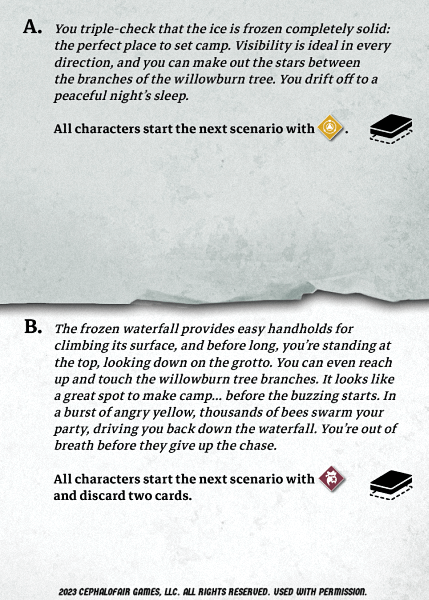 A. You triple-check that the ice is frozen completely solid:
the perfect place to set camp. Visibility is ideal in every
direction, and you can make out the stars between
the branches of the willowburn tree. You drift off to a
peaceful night's sleep.
All characters start the next scenario with .
B. The frozen waterfall provides easy handholds for
climbing its surface, and before long, you're standing at
the top, looking down on the grotto. You can even reach
up and touch the willowburn tree branches. It looks like
a great spot to make camp... before the buzzing starts. In
a burst of angry yellow, thousands of bees swarm your
party, driving you back down the waterfall. You're out of
breath before they give up the chase.
All characters start the next scenario with
and discard two cards.
2023 CEPHALOFAIR GAMES, LLC. ALL RIGHTS RESERVED. USED WITH PERMISSION.